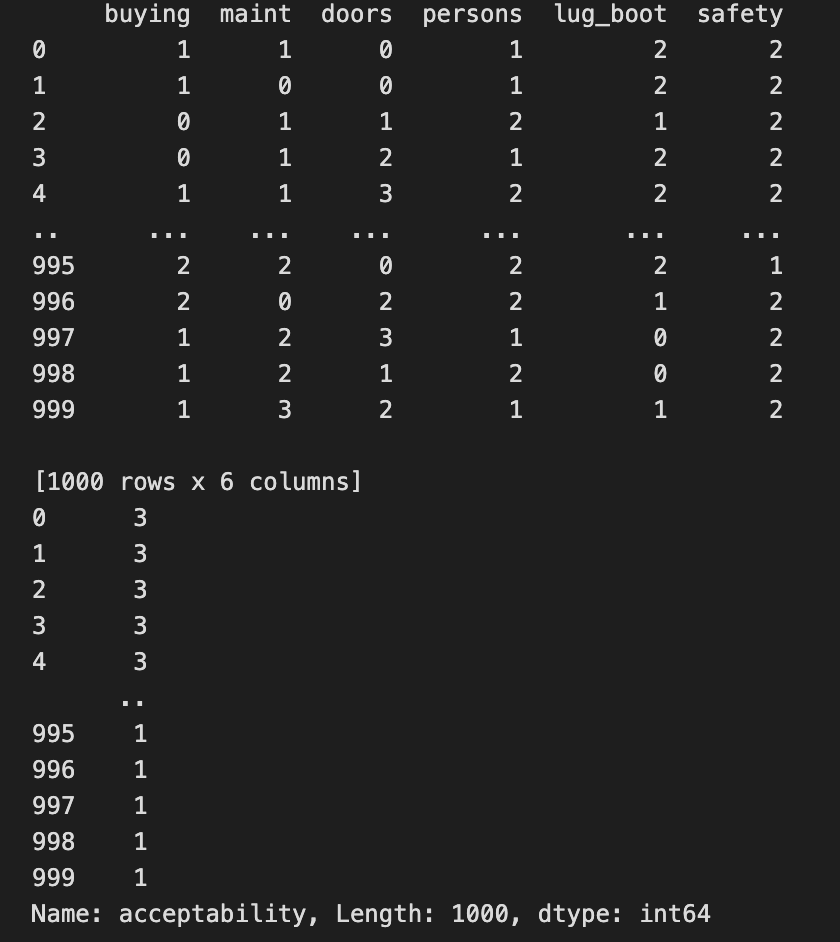 buying maint doors persons lug_boot safety
0 1 1 0 1 2 2
1 1 0 0 1 2 2
2 0 1 1 2 1 2
3 0 1 2 1 2 2
4 1 1 3 2 2 2
.. ... ... ... ... ... ...
995 2 2 0 2 2 1
996 2 0 2 2 1 2
997 1 2 3 1 0 2
998 1 2 1 2 0 2
999 1 3 2 1 1 2
[1000 rows x 6 columns]
0 3
1 3
2 3
3 3
4 3
..
995 1
996 1
997 1
998 1
999 1
Name: acceptability, Length: 1000, dtype: int64